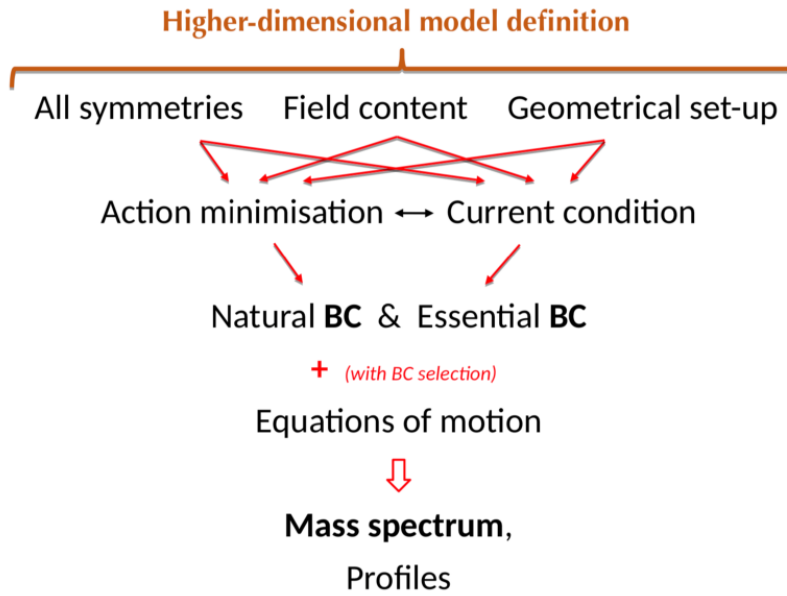 Higher-dimensional model definition
All symmetries Field content Geometrical set-up
Action minimisation Current condition
Natural BC & Essential BC
+ (with BC selection)
Equations of motion
Mass spectrum,
Profiles